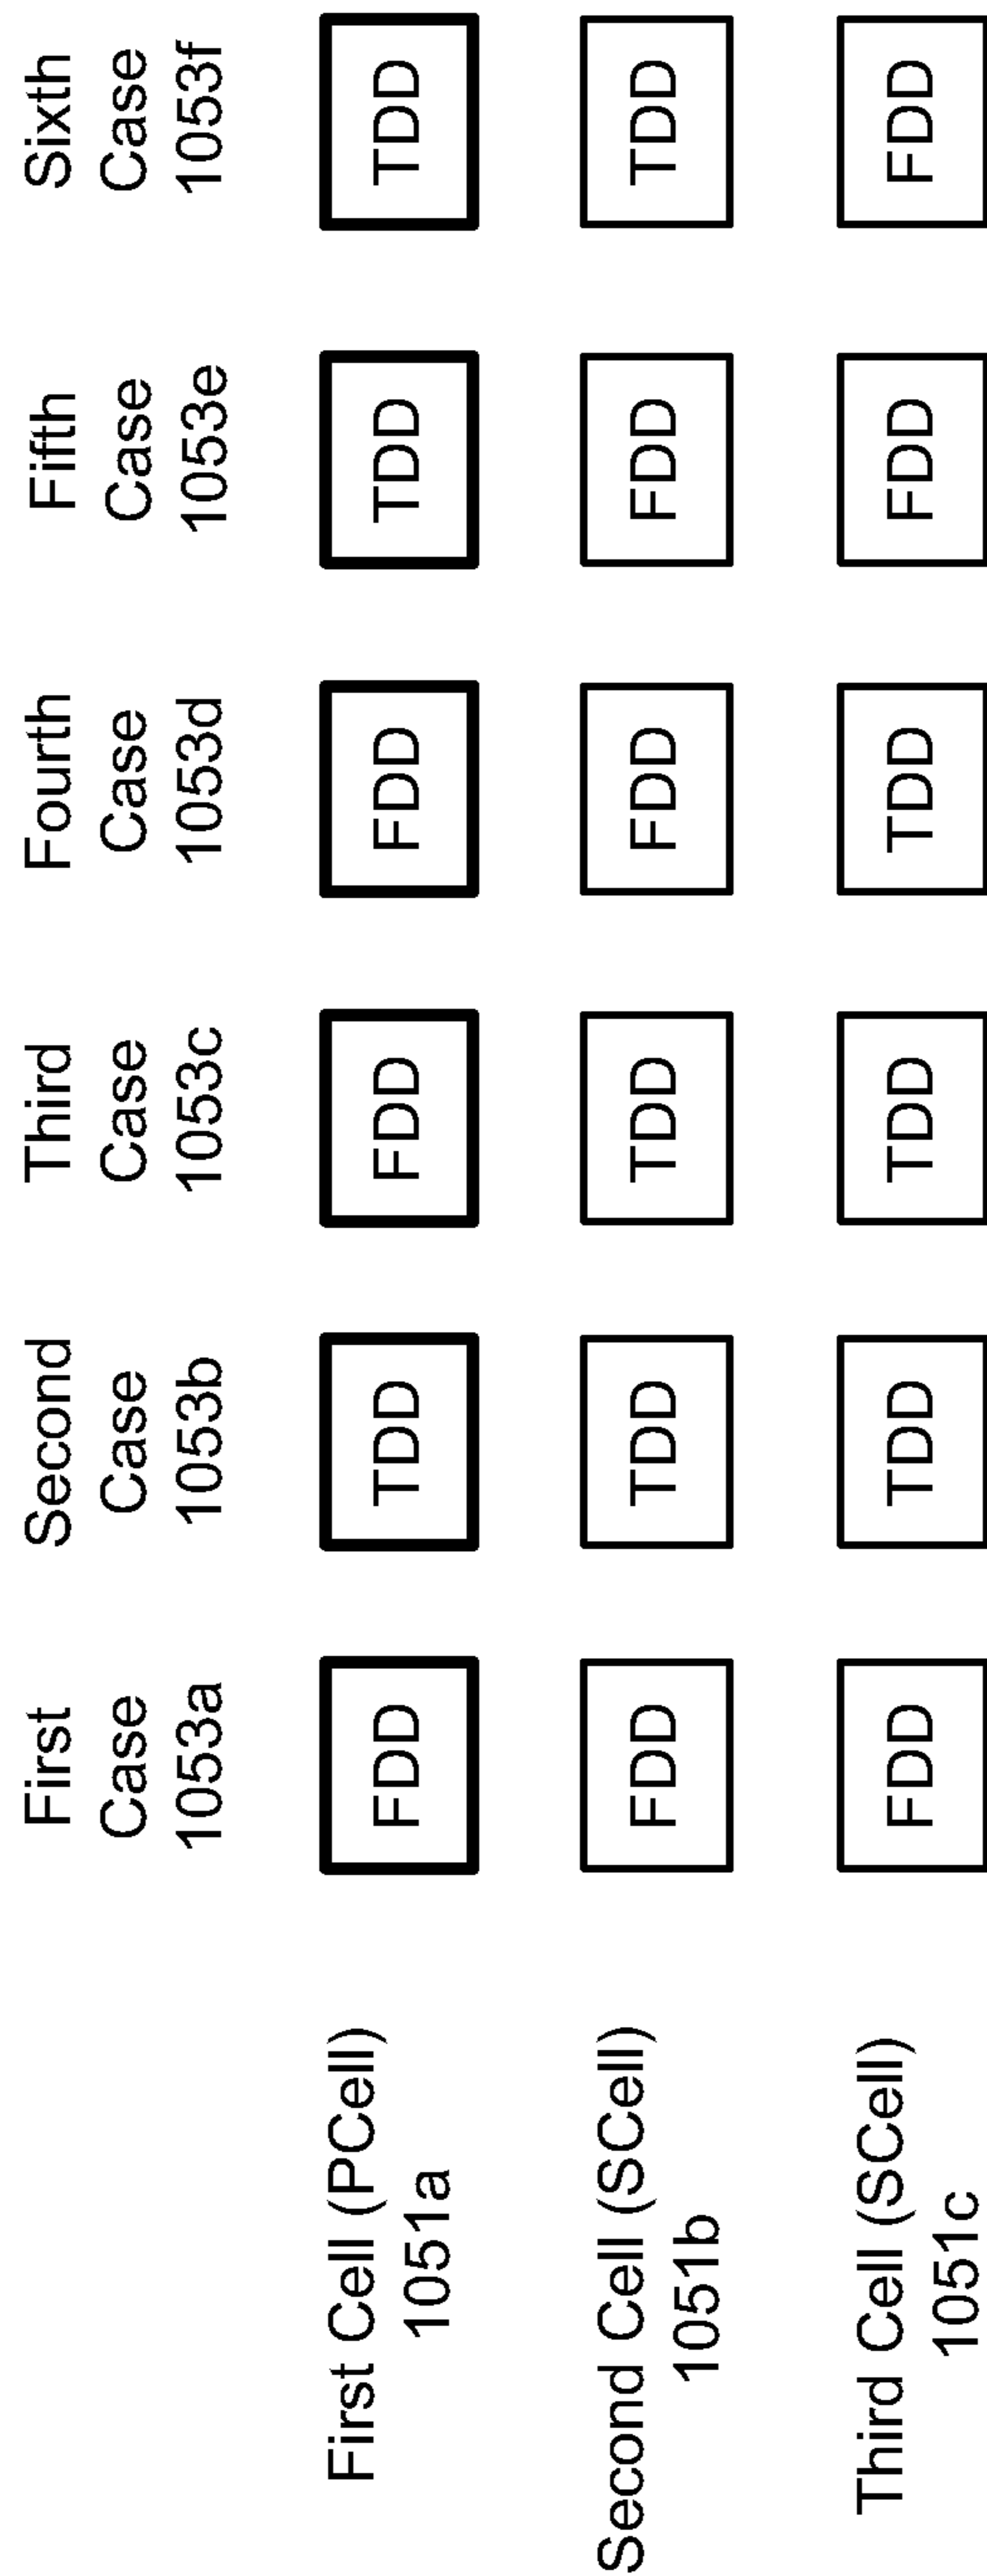 First
Case
1053a
Second
Case
1053b
Third
Case
1053c
Fourth
Case
1053d
Fifth
Case
1053e
Sixth
Case
1053f
First Cell (PCell)
1051a
FDD
TDD
FDD
FDD
TDD
TDD
Second Cell (SCell)
1051b
FDD
TDD
TDD
FDD
FDD
TDD
Third Cell (SCell)
1051c
FDD
TDD
TDD
TDD
FDD
FDD